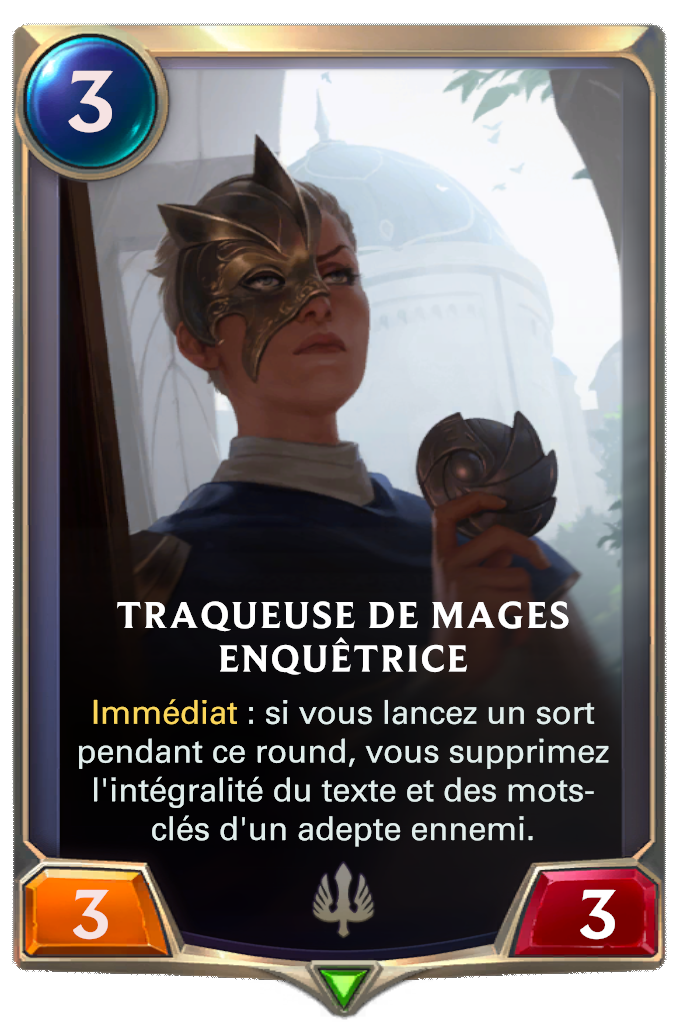 3
TRAQUEUSE DE MAGES
ENQUÊTRICE
Immédiat : si vous lancez un sort
pendant ce round, vous supprimez
l'intégralité du texte et des mots-
clés d'un adepte ennemi.
3
3